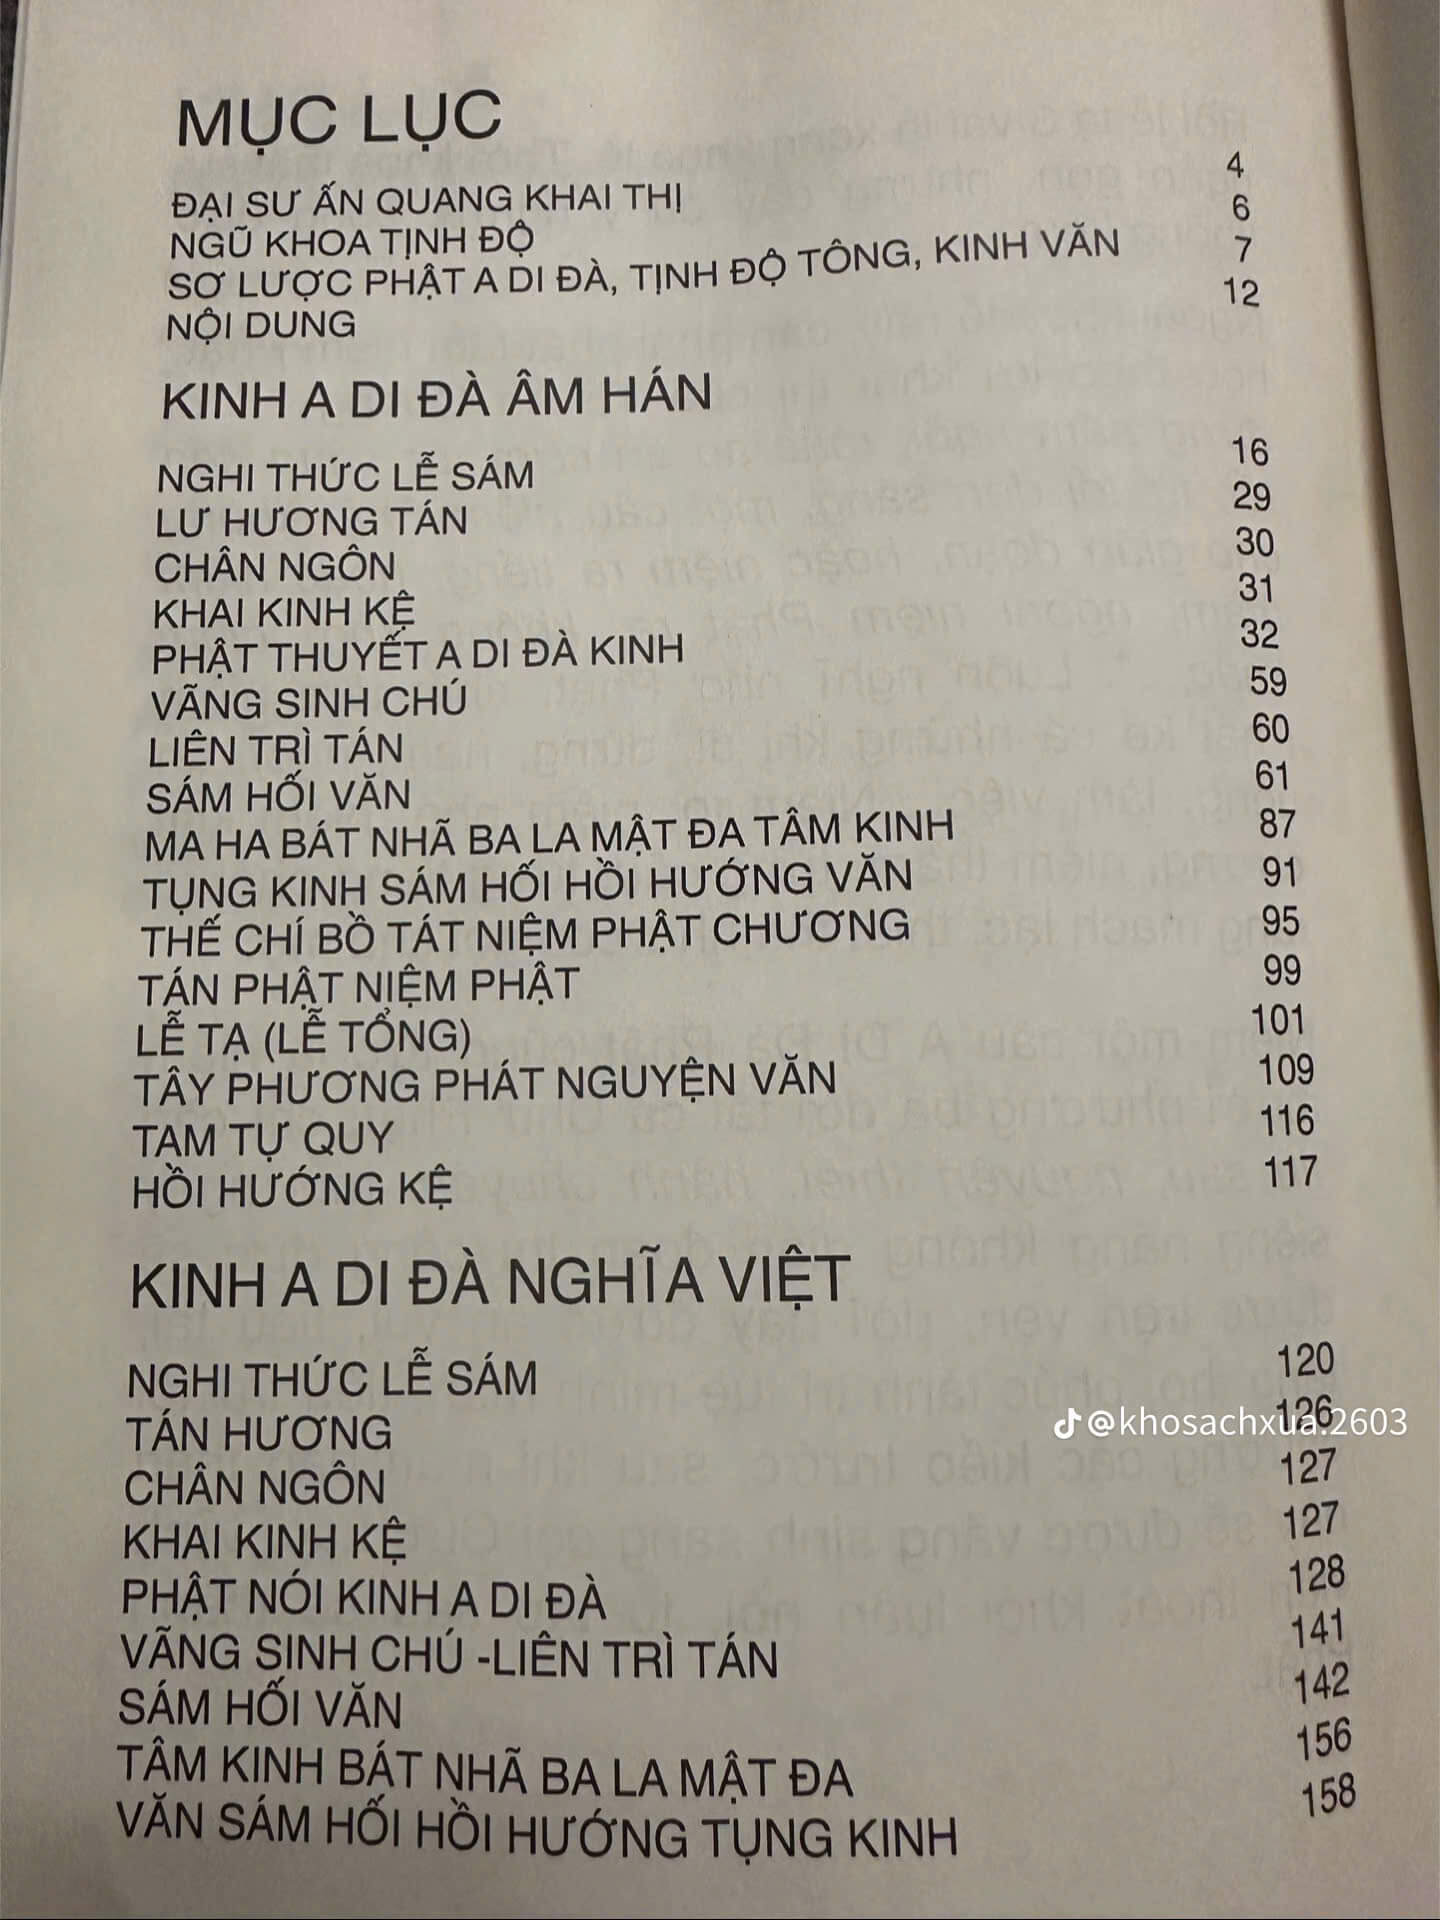 MỤC LỤC
ĐẠI SƯ ẤN QUANG KHAI THỊ 4
NGŨ KHOA TỊNH ĐỘ 6
SƠ LƯỢC PHẬT A DI ĐÀ, TỊNH ĐỘ TÔNG, KINH VĂN 7
NỘI DUNG 12
KINH A DI ĐÀ ÂM HÁN
NGHI THỨC LỄ SÁM 16
LƯ HƯƠNG TÁN 29
CHÂN NGÔN 30
KHAI KINH KỆ 31
PHẬT THUYẾT A DI ĐÀ KINH 32
VÃNG SINH CHÚ 59
LIÊN TRÌ TÁN 60
SÁM HỐI VĂN 61
MA HA BÁT NHÃ BA LA MẬT ĐA TÂM KINH 87
TỤNG KINH SÁM HỐI HỒI HƯỚNG VĂN 91
THẾ CHÍ BỒ TÁT NIỆM PHẬT CHƯƠNG 95
TÁN PHẬT NIỆM PHẬT 99
LỄ TẠ (LỄ TỔNG) 101
TÂY PHƯƠNG PHÁT NGUYỆN VĂN 109
TAM TỰ QUY 116
HỒI HƯỚNG KỆ 117
KINH A DI ĐÀ NGHĨA VIỆT
NGHI THỨC LỄ SÁM 120
TÁN HƯƠNG 126
@khosachxua.2603
CHÂN NGÔN 127
KHAI KINH KỆ 127
PHẬT NÓI KINH A DI ĐÀ 128
VÃNG SINH CHÚ -LIÊN TRÌ TÁN 141
SÁM HỐI VĂN 142
TÂM KINH BÁT NHÃ BA LA MẬT ĐA 156
VĂN SÁM HỐI HỒI HƯỚNG TỤNG KINH 158